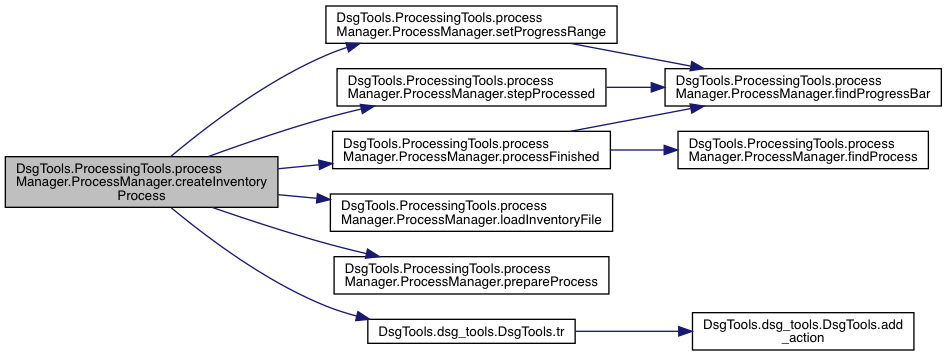 DsgTools.ProcessingTools.process
Manager.ProcessManager.setProgressRange
DsgTools.ProcessingTools.process
Manager.ProcessManager.stepProcessed
DsgTools.ProcessingTools.process
Manager.ProcessManager.findProgressBar
DsgTools.ProcessingTools.process
Manager.ProcessManager.processFinished
DsgTools.ProcessingTools.process
Manager.ProcessManager.findProcess
DsgTools.ProcessingTools.process
Manager.ProcessManager.createInventory
Process
DsgTools.ProcessingTools.process
Manager.ProcessManager.loadInventoryFile
DsgTools.ProcessingTools.process
Manager.ProcessManager.prepareProcess
DsgTools.dsg_tools.DsgTools.tr
DsgTools.dsg_tools.DsgTools.add
_action